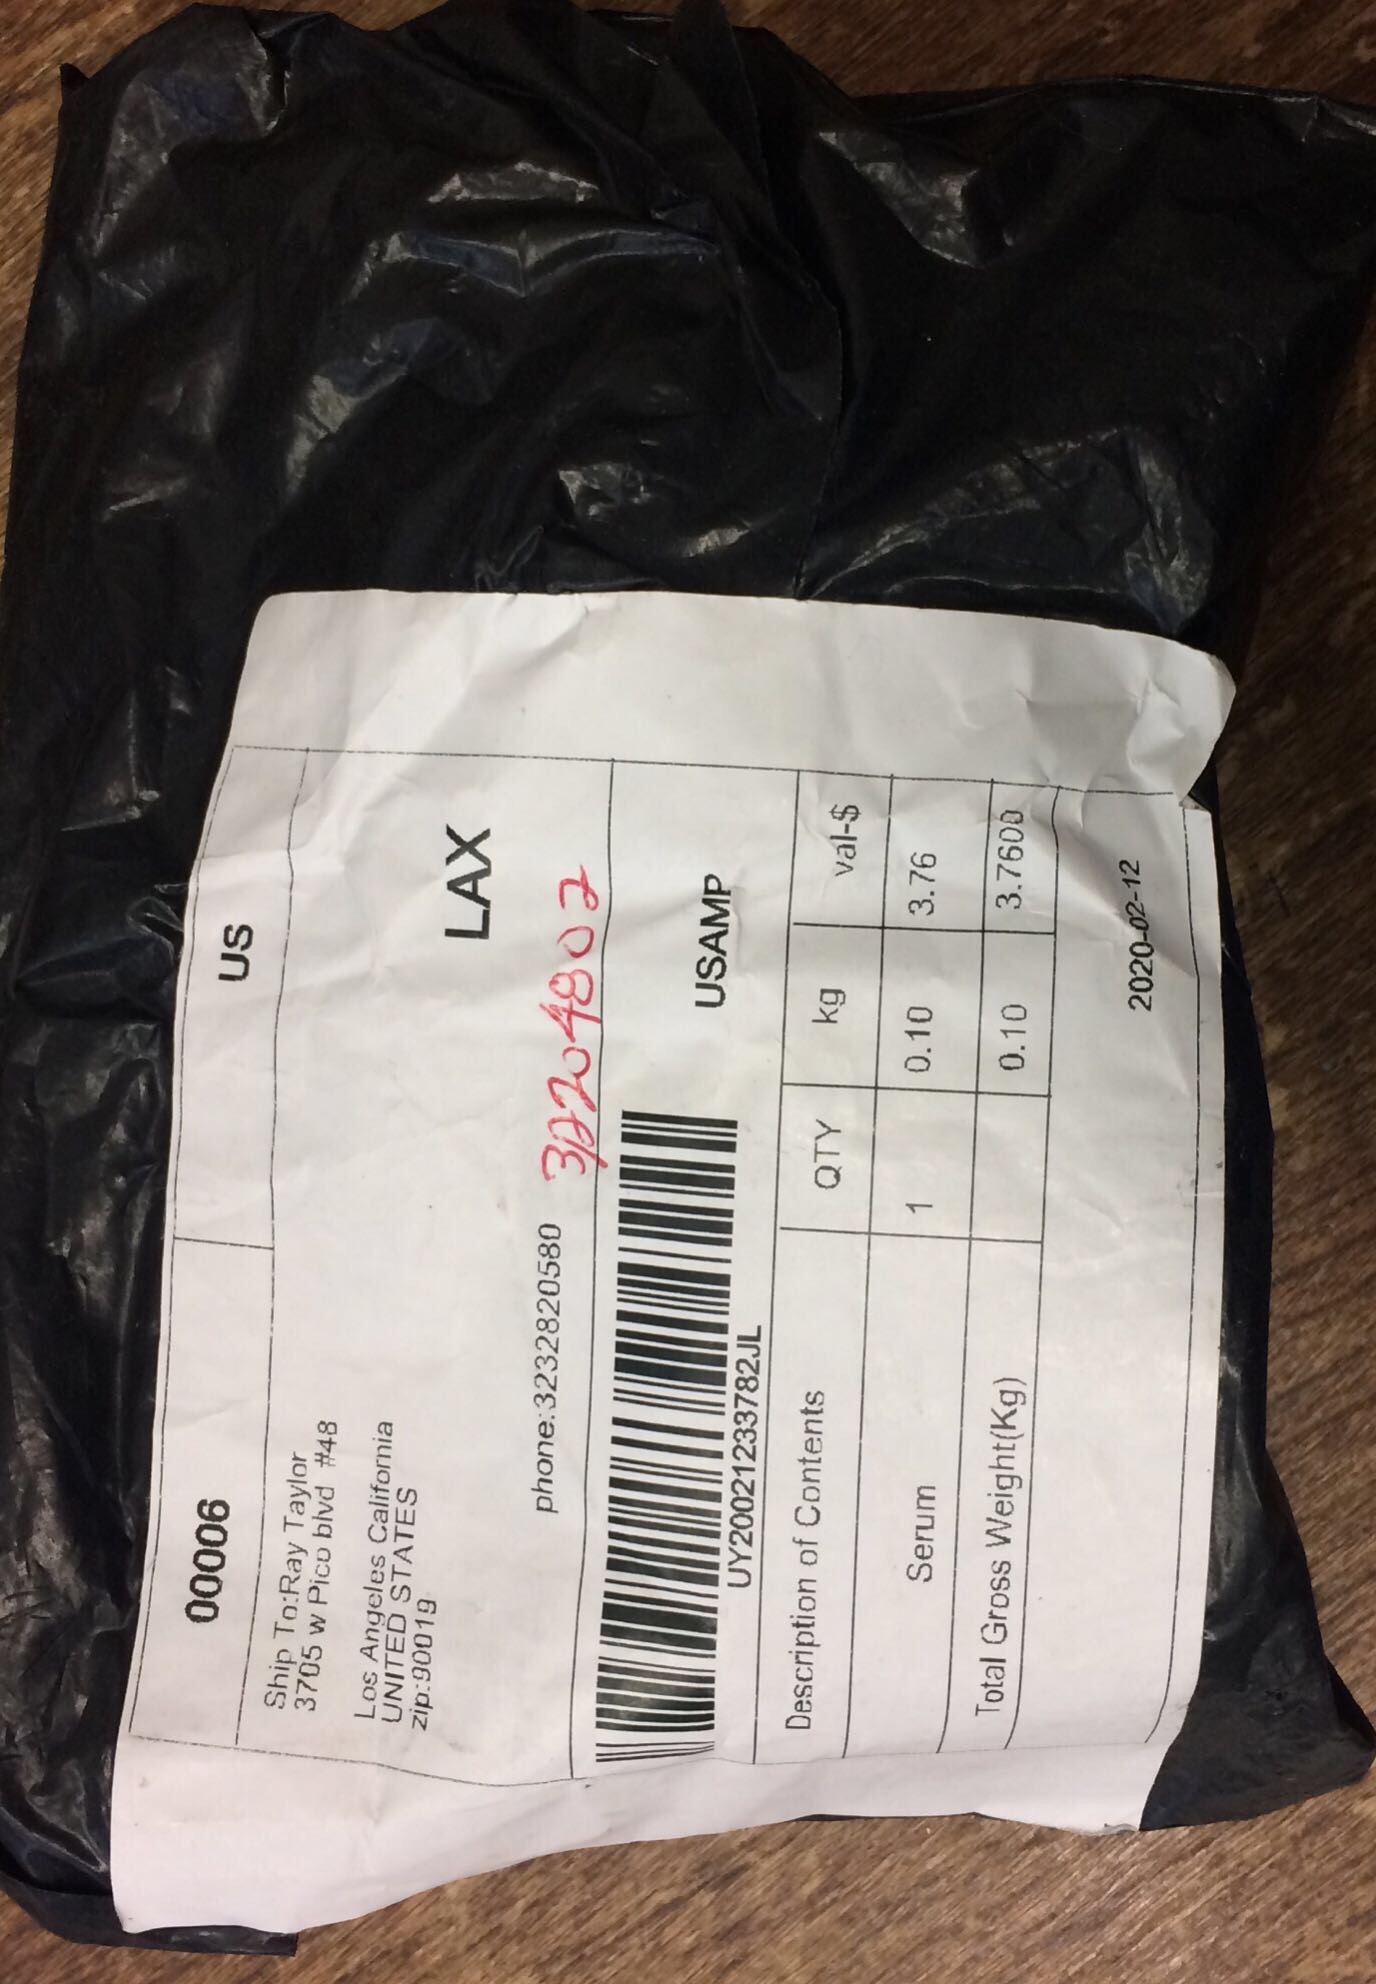 00006 US
Ship To:Ray Taylor
3705 w Pico blvd #48
Los Angeles California
UNITED STATES
zip:90019
LAX
phone:3232820580
32204802
USAMP
UY2002121233782JL
Description of Contents QTY kg val-$
Serum 1 0.10 3.76
Total Gross Weight(Kg) 0.10 3.7600
2020-02-12